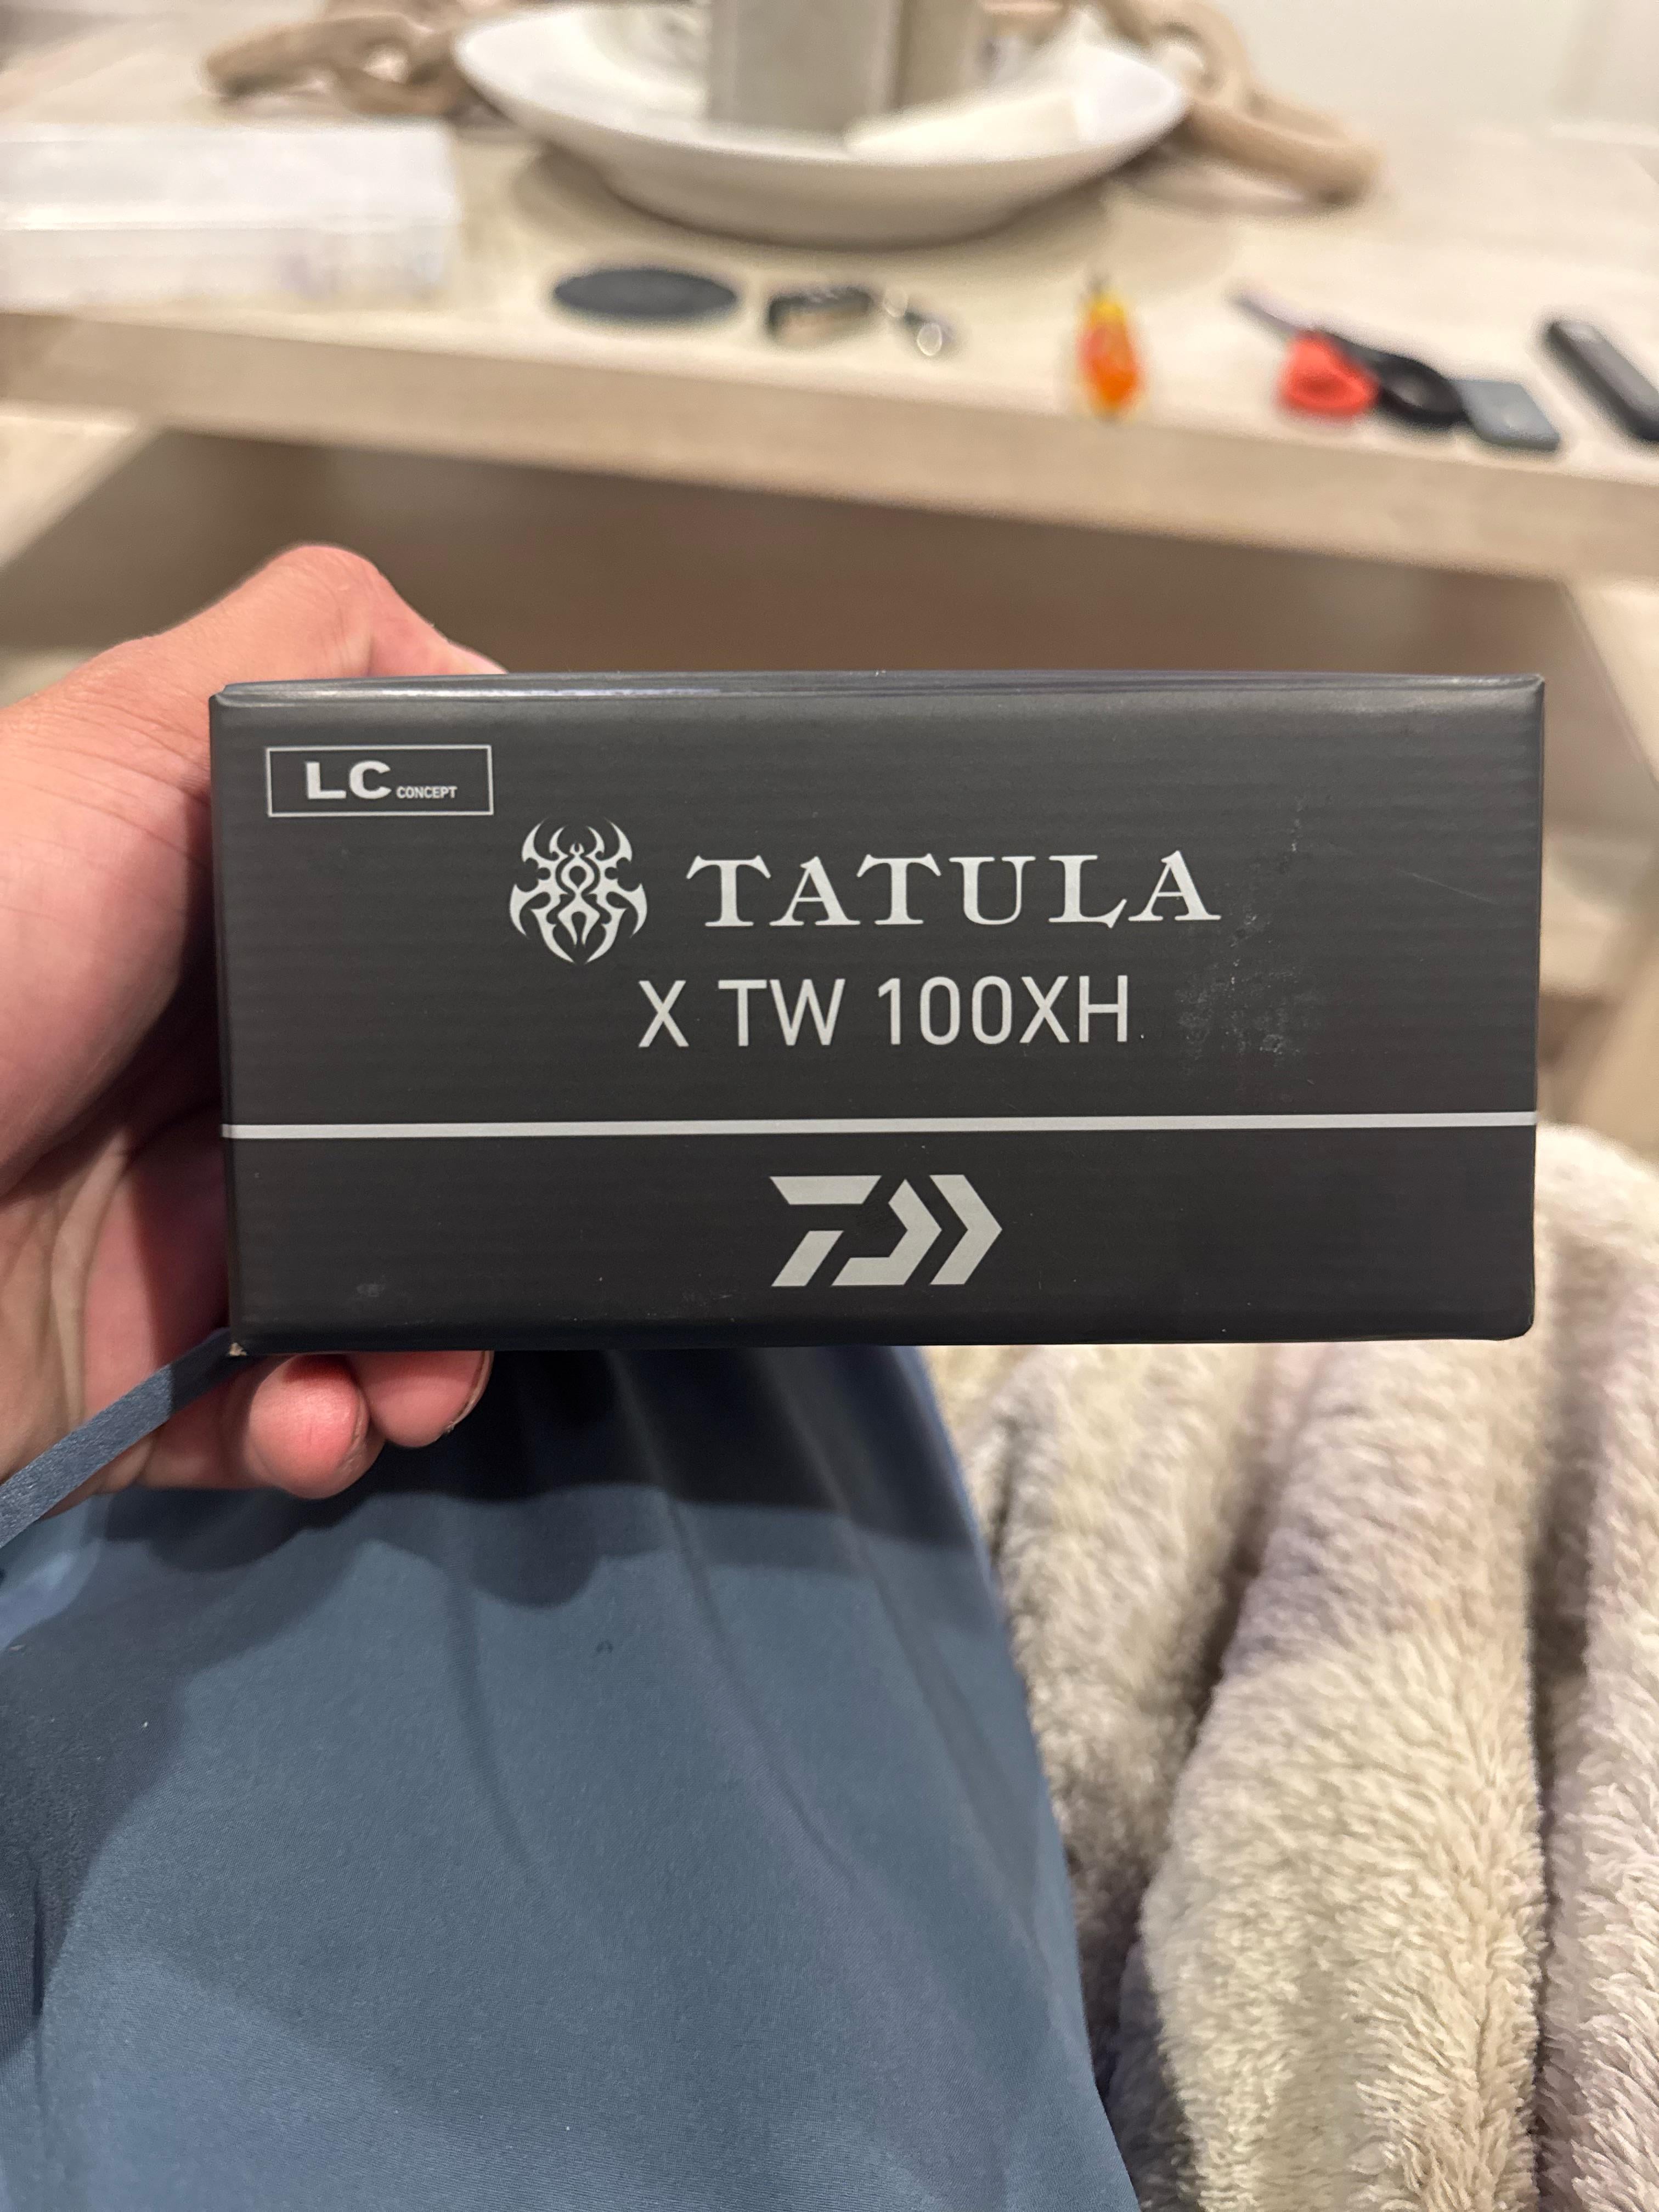 LC CONCEPT
TATULA
X TW 100XH